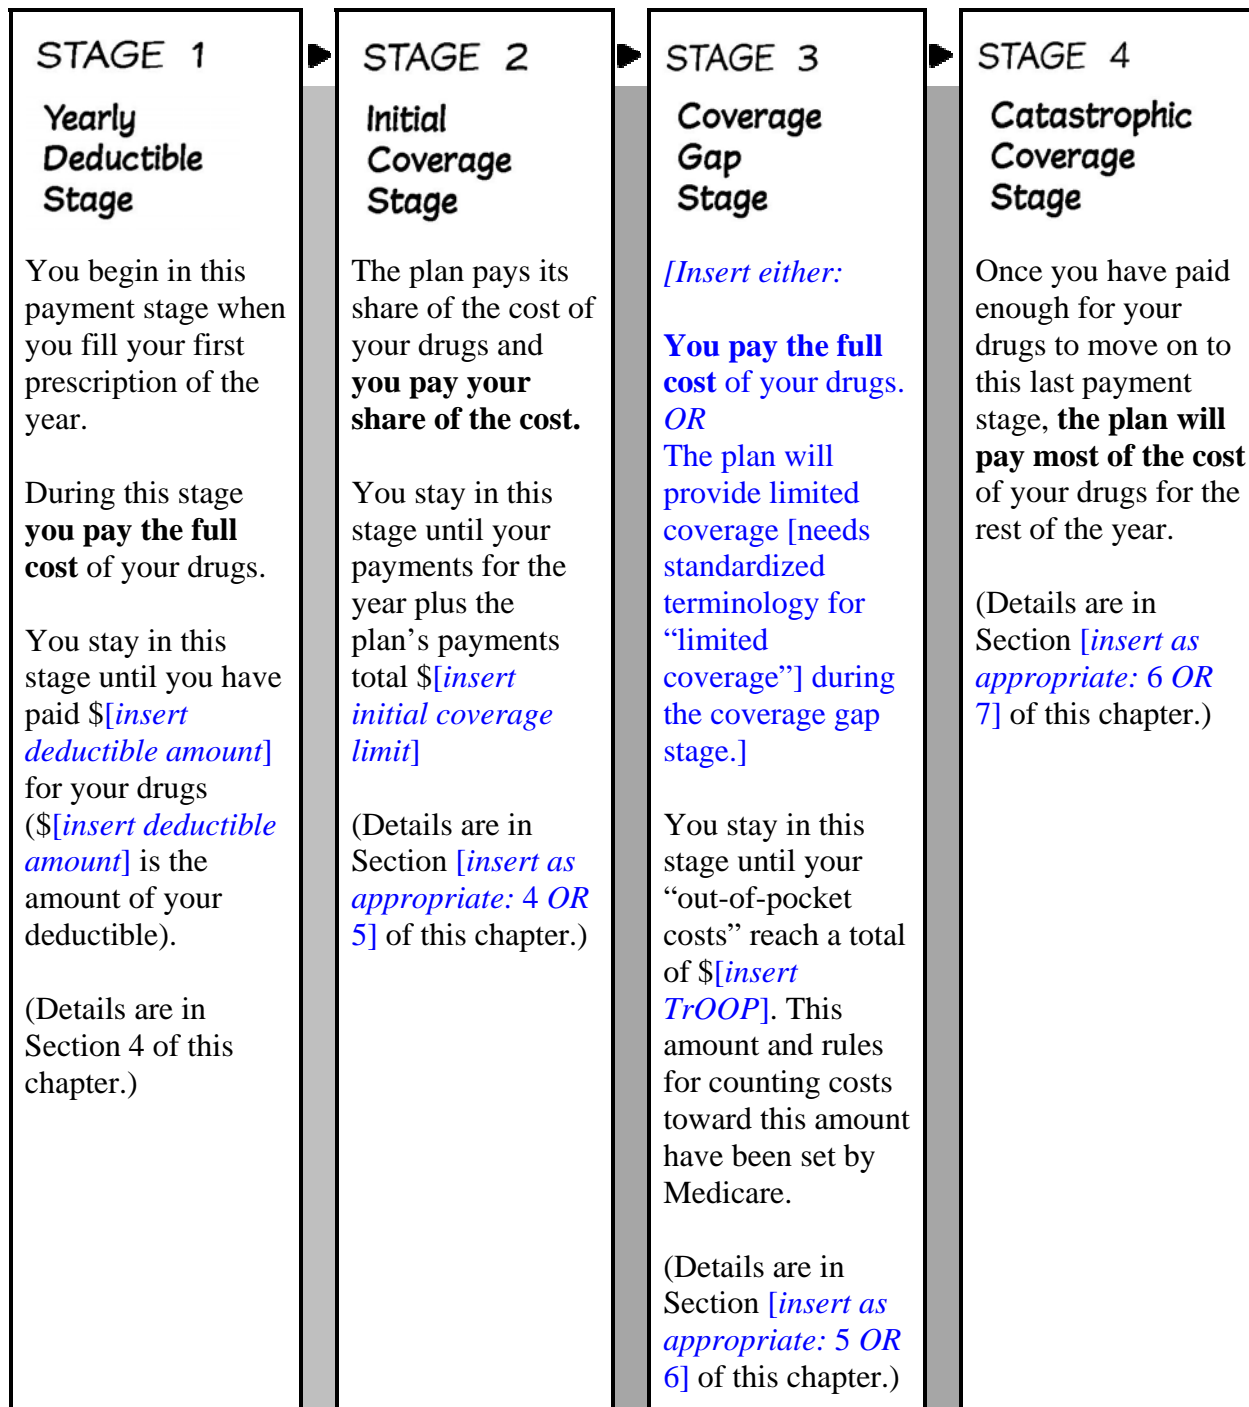 STAGE 1
Yearly
Deductible
Stage
You begin in this
payment stage when
you fill your first
prescription of the
year.
During this stage
you pay the full
cost of your drugs.
You stay in this
stage until you have
paid $[insert
deductible amount]
for your drugs
($[insert deductible
amount] is the
amount of your
deductible).
(Details are in
Section 4 of this
chapter.)
STAGE 2
Initial
Coverage
Stage
The plan pays its
share of the cost of
your drugs and
you pay your
share of the cost.
You stay in this
stage until your
payments for the
year plus the
plan’s payments
total $[insert
initial coverage
limit]
(Details are in
Section [insert as
appropriate: 4 OR
5] of this chapter.)
STAGE 3
Coverage
Gap
Stage
[Insert either:
You pay the full
cost of your drugs.
OR
The plan will
provide limited
coverage [needs
standardized
terminology for
“limited
coverage”] during
the coverage gap
stage.]
You stay in this
stage until your
“out-of-pocket
costs” reach a total
of $[insert
TrOOP]. This
amount and rules
for counting costs
toward this amount
have been set by
Medicare.
(Details are in
Section [insert as
appropriate: 5 OR
6] of this chapter.)
STAGE 4
Catastrophic
Coverage
Stage
Once you have paid
enough for your
drugs to move on to
this last payment
stage, the plan will
pay most of the cost
of your drugs for the
rest of the year.
(Details are in
Section [insert as
appropriate: 6 OR
7] of this chapter.)